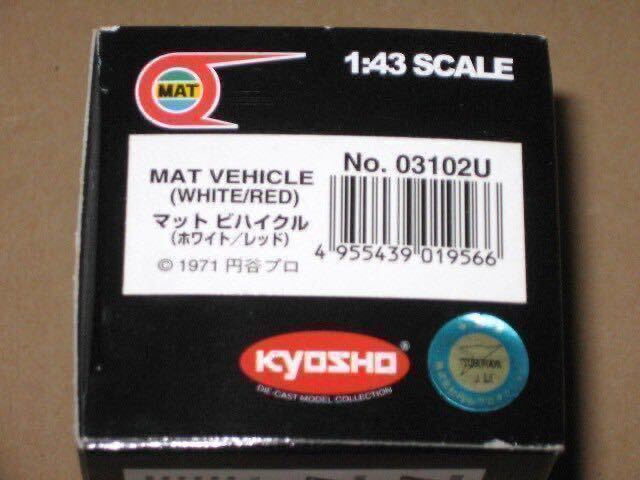 MAT
1:43 SCALE
MAT VEHICLE
(WHITE/RED)
マット ビハイクル
(ホワイト/レッド)
© 1971 円谷プロ
No. 03102U
4 955439 019566
KYOSHO
DIE-CAST MODEL COLLECTION